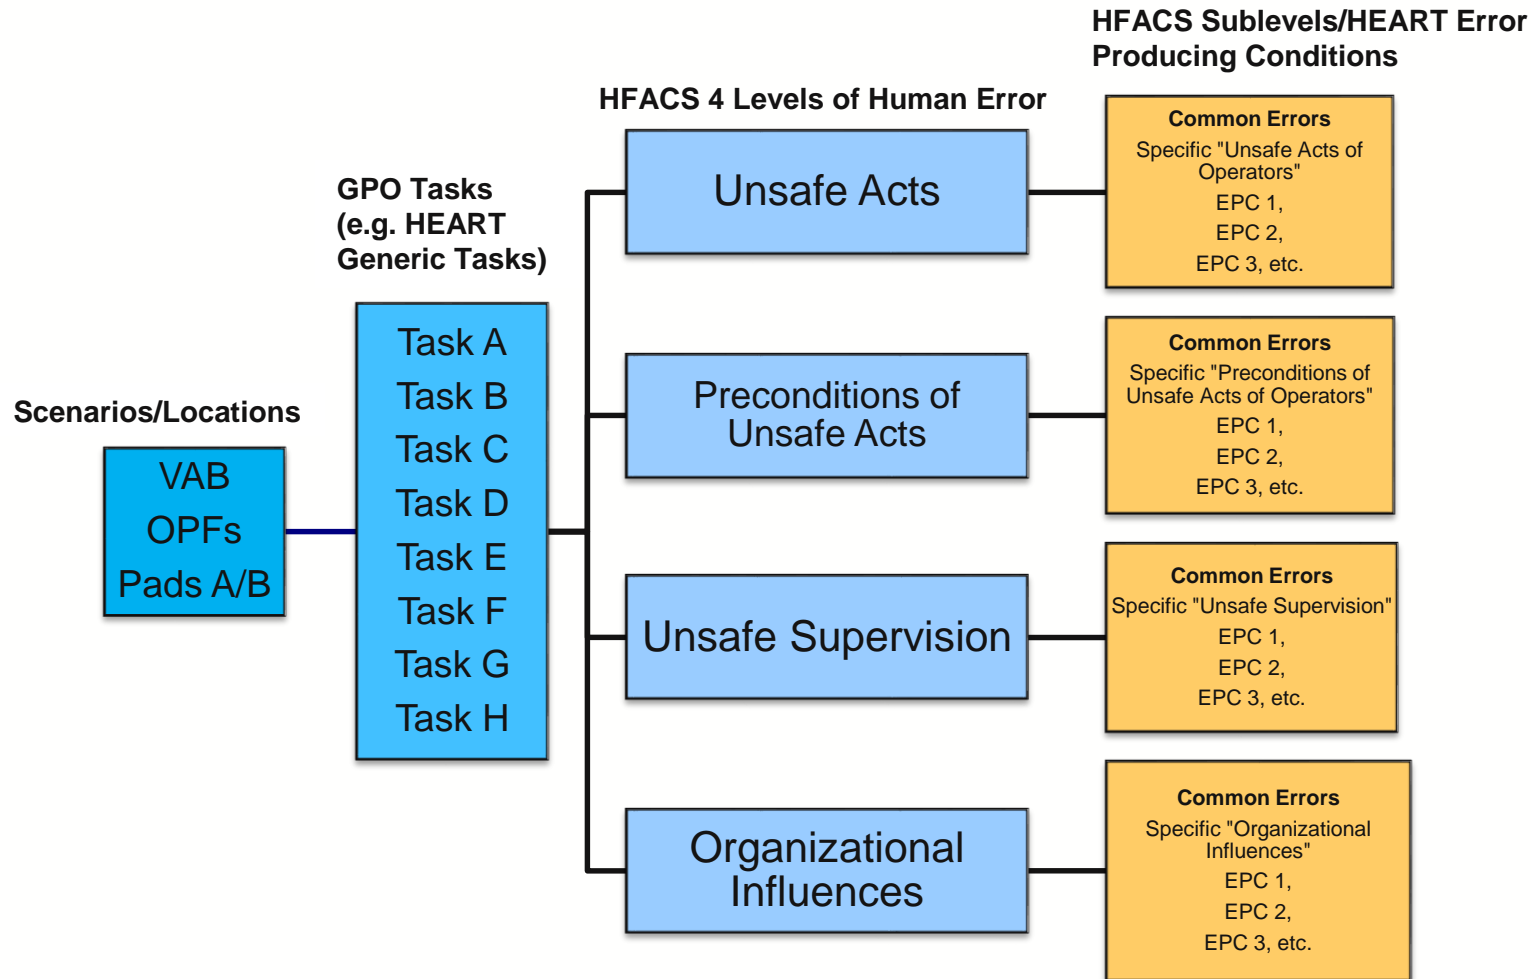 HFACS Sublevels/HEART Error
Producing Conditions
HFACS 4 Levels of Human Error
GPO Tasks
(e.g. HEART
Generic Tasks)
Scenarios/Locations
VAB
OPFs
Pads A/B
Task A
Task B
Task C
Task D
Task E
Task F
Task G
Task H
Unsafe Acts
Common Errors
Specific "Unsafe Acts of
Operators"
EPC 1,
EPC 2,
EPC 3, etc.
Preconditions of
Unsafe Acts
Common Errors
Specific "Preconditions of
Unsafe Acts of Operators"
EPC 1,
EPC 2,
EPC 3, etc.
Unsafe Supervision
Common Errors
Specific "Unsafe Supervision"
EPC 1,
EPC 2,
EPC 3, etc.
Organizational
Influences
Common Errors
Specific "Organizational
Influences"
EPC 1,
EPC 2,
EPC 3, etc.